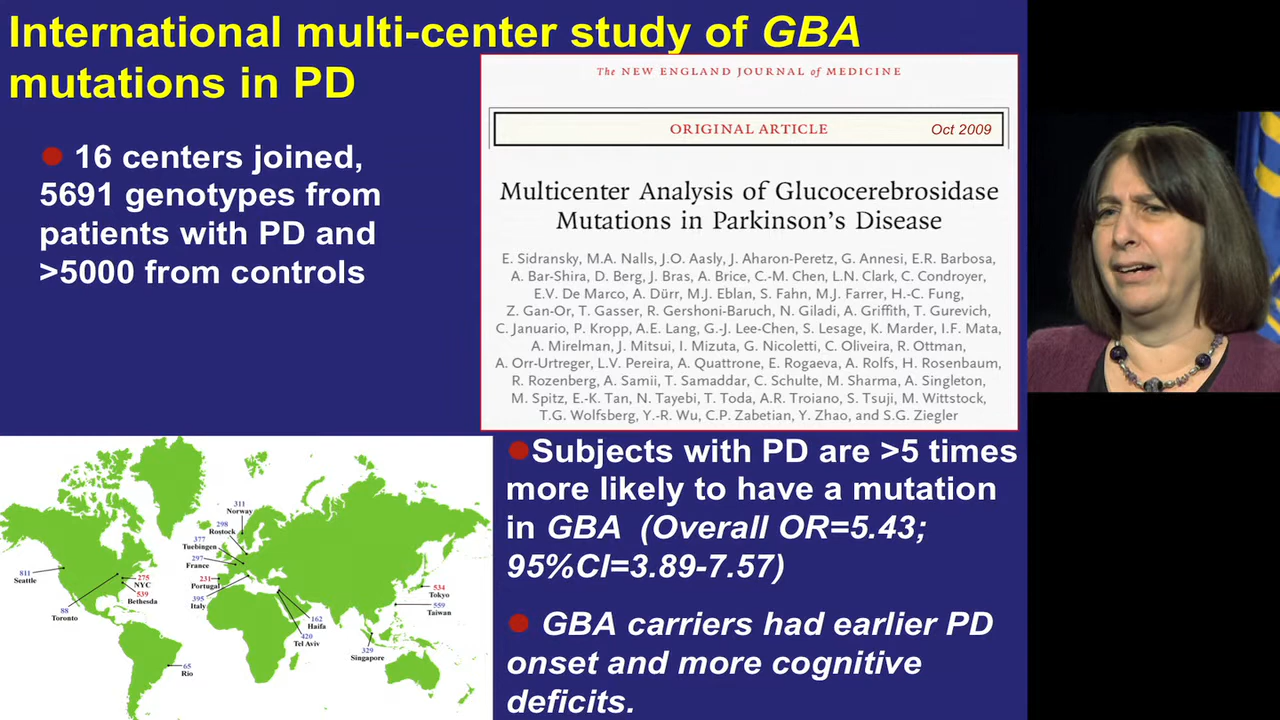 International multi-center study of GBA
mutations in PD
16 centers joined,
5691 genotypes from
patients with PD and
>5000 from controls
The NEW ENGLAND JOURNAL of MEDICINE
ORIGINAL ARTICLE Oct 2009
Multicenter Analysis of Glucocerebrosidase
Mutations in Parkinson's Disease
E. Sidransky, M.A. Nalls, J.O. Aasly, J. Aharon-Peretz, G. Annesi, E.R. Barbosa,
A. Bar-Shira, D. Berg, J. Bras, A. Brice, C.-M. Chen, L.N. Clark, C. Condroyer,
E.V. De Marco, A. Dürr, M.J. Eblan, S. Fahn, M.J. Farrer, H.-C. Fung,
Z. Gan-Or, T. Gasser, R. Gershoni-Baruch, N. Giladi, A. Griffith, T. Gurevich,
C. Januario, P. Kropp, A.E. Lang, G.-J. Lee-Chen, S. Lesage, K. Marder, I.F. Mata,
A. Mirelman, J. Mitsui, I. Mizuta, G. Nicoletti, C. Oliveira, R. Ottman,
A. Orr-Urtreger, L.V. Pereira, A. Quattrone, E. Rogaeva, A. Rolfs, H. Rosenbaum,
R. Rozenberg, A. Samii, T. Samaddar, C. Schulte, M. Sharma, A. Singleton,
M. Spitz, E.-K. Tan, N. Tayebi, T. Toda, A.R. Troiano, S. Tsuji, M. Wittstock,
T.G. Wolfsberg, Y.-R. Wu, C.P. Zabetian, Y. Zhao, and S.G. Ziegler
Subjects with PD are >5 times
more likely to have a mutation
in GBA (Overall OR=5.43;
95%CI=3.89-7.57)
GBA carriers had earlier PD
onset and more cognitive
deficits.
311
Norway
298
Rostock
377
Tuebingen
297
France
231
Portugal
395
Italy
811
Seattle
275
NYC
539
Bethesda
88
Toronto
65
Rio
162
Haifa
420
Tel Aviv
329
Singapore
534
Tokyo
559
Taiwan